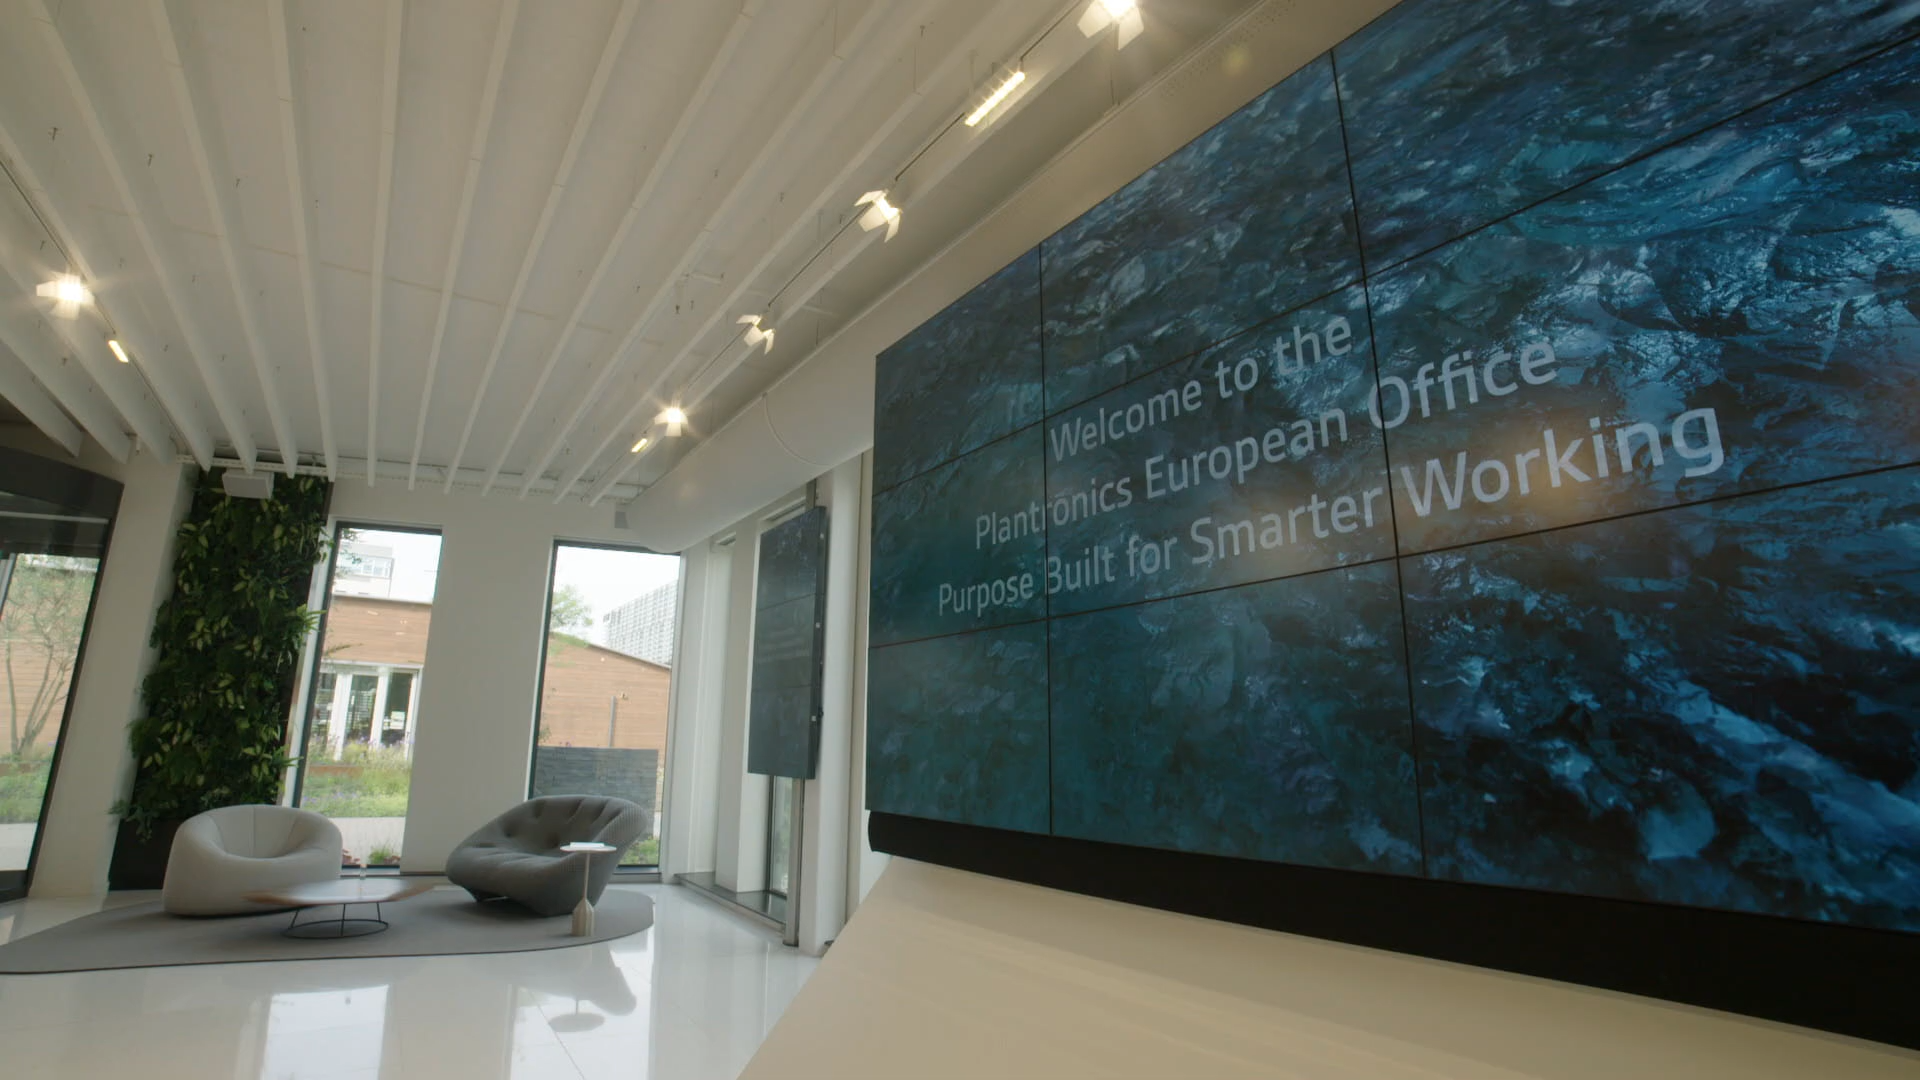 Welcome to the
Plantronics European Office
Purpose Built for Smarter Working